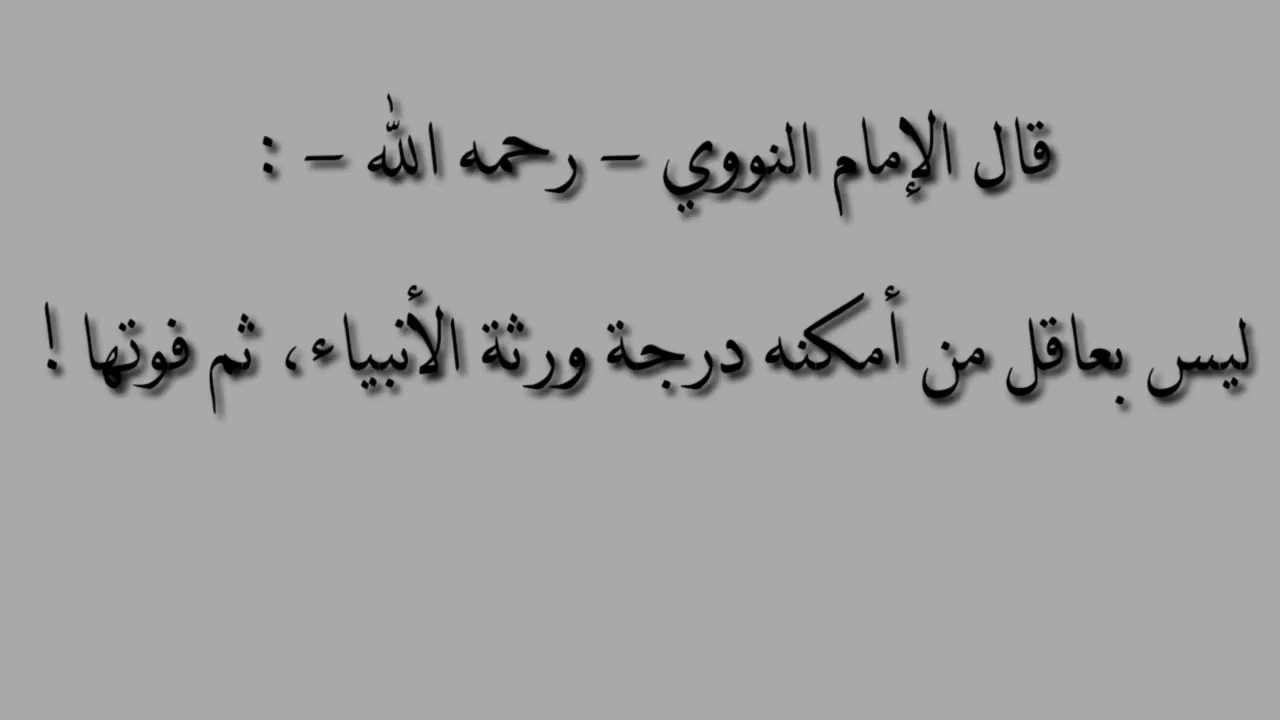 قال الإمام النووي – رحمه الله – :
ليس بعاقل من أمكنه درجة ورثة الأنبياء، ثم فوتها !